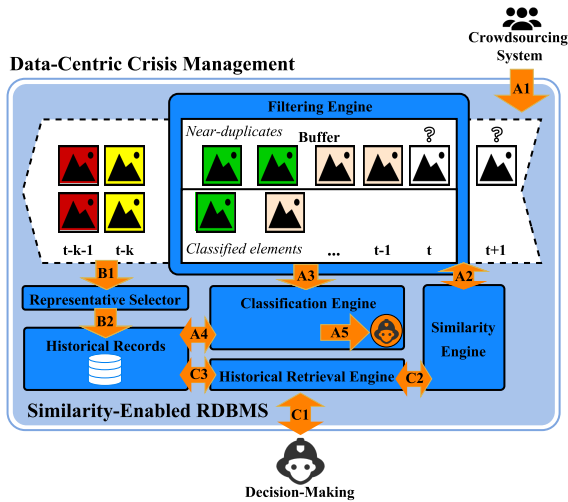 Crowdsourcing
System
Data-Centric Crisis Management
A1
Filtering Engine
Near-duplicates
Buffer
?
?
Classified elements
t-k-1
t-k
...
t-1
t
t+1
B1
A3
A2
Representative Selector
Classification Engine
B2
A4
A5
Similarity
Engine
Historical Records
C3
Historical Retrieval Engine
C2
Similarity-Enabled RDBMS
C1
Decision-Making